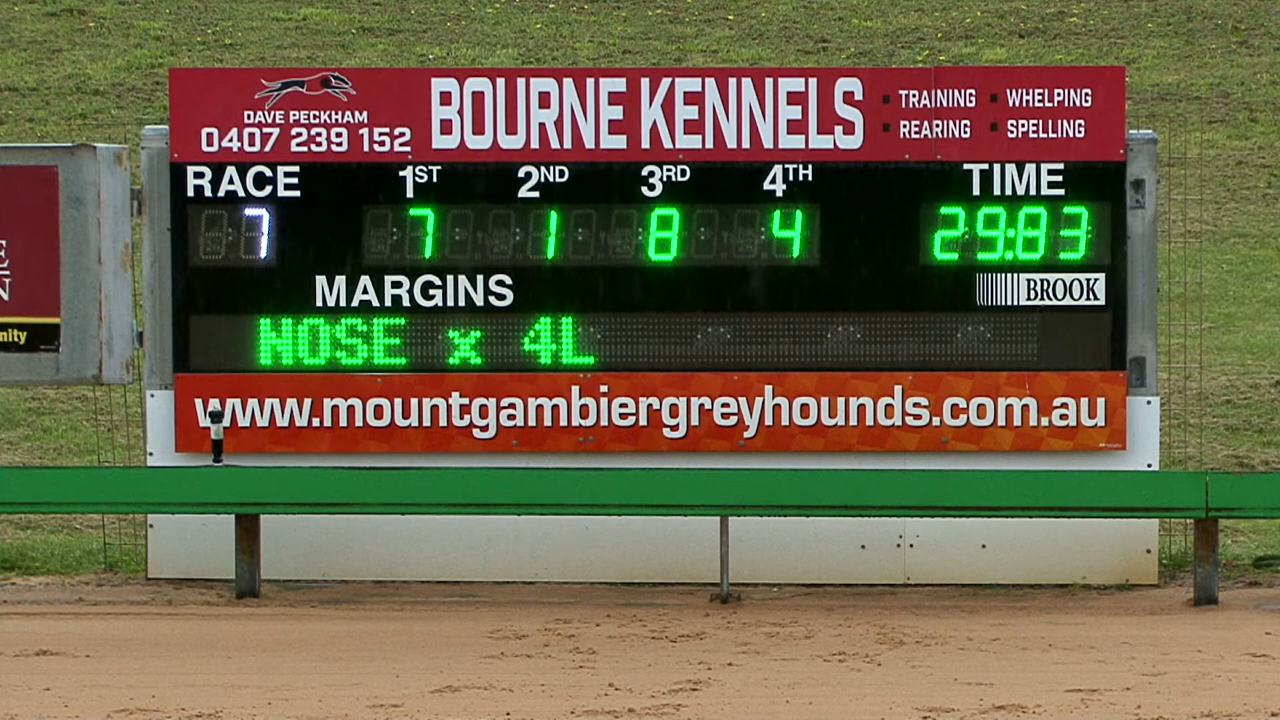 BOURNE KENNELS
DAVE PECKHAM
0407 239 152
TRAINING
WHELPING
REARING
SPELLING
RACE 1ST 2ND 3RD 4TH TIME
7 7 1 8 4 29:83
MARGINS
BROOK
NOSE x 4L
www.mountgambiergreyhounds.com.au
E
N
nity